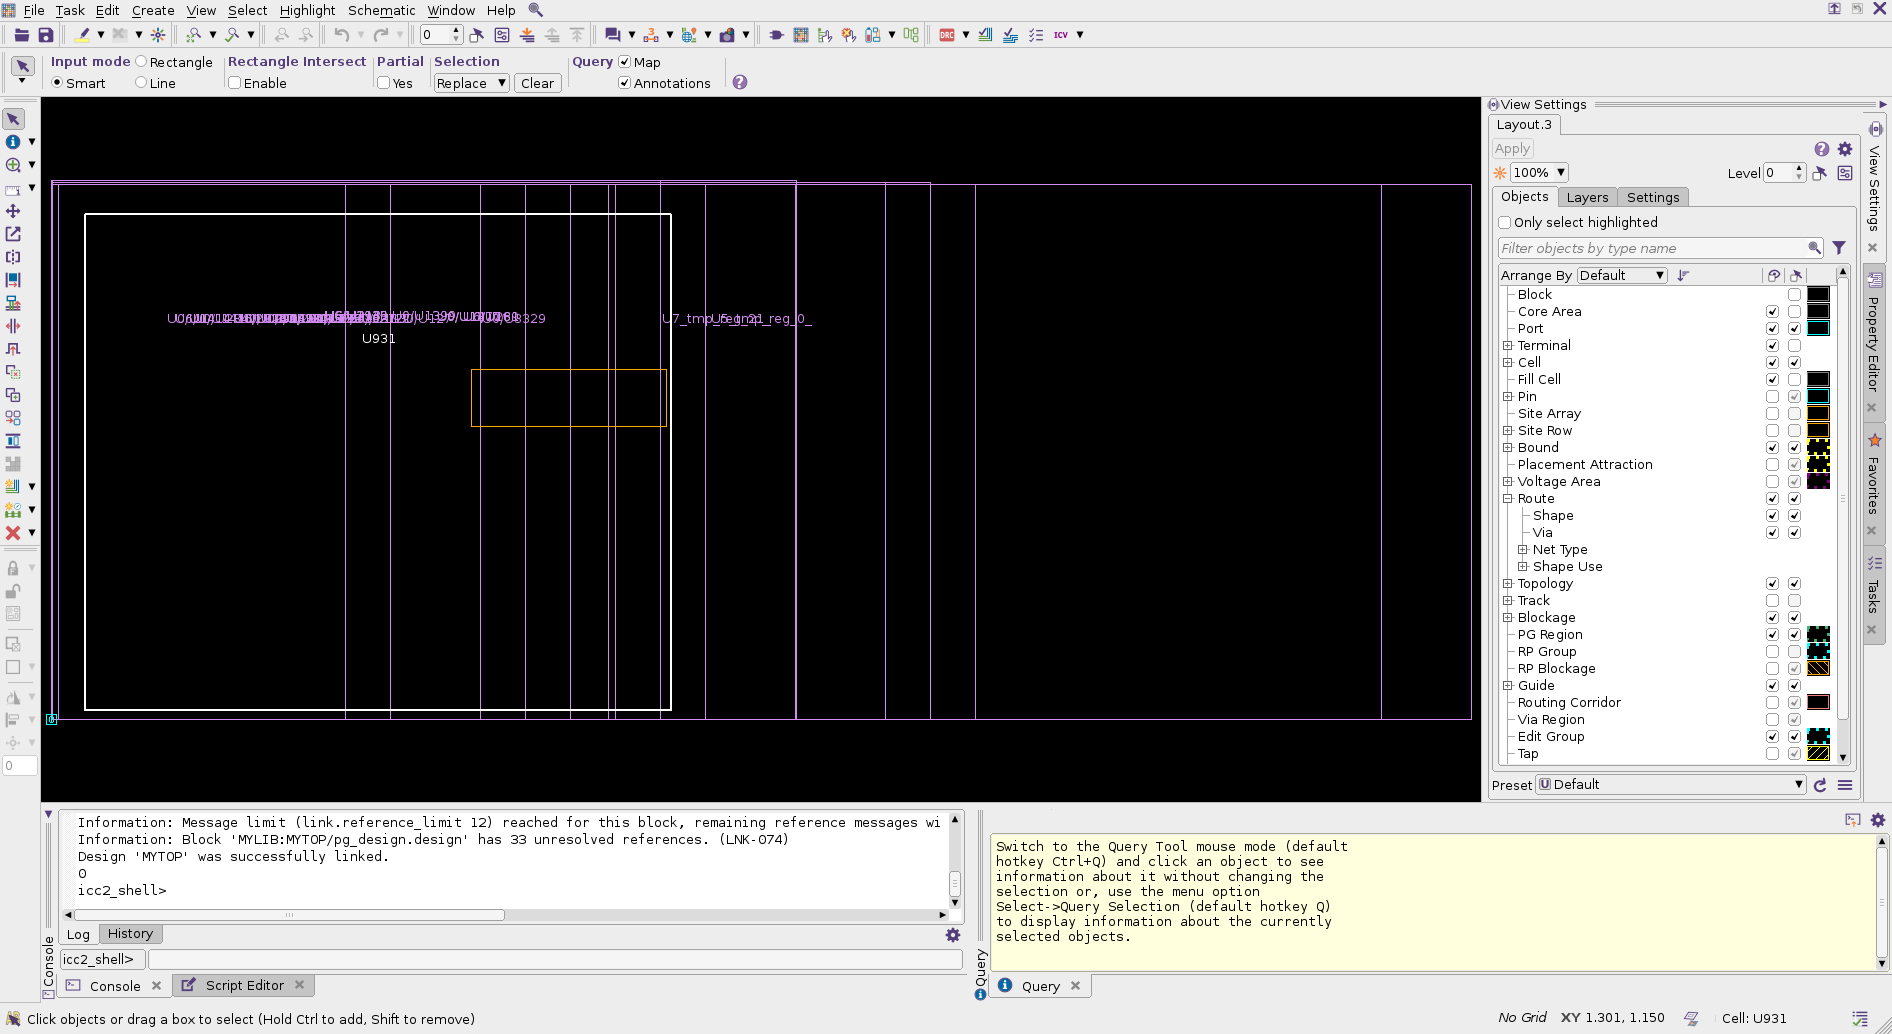 File Task Edit Create View Select Highlight Schematic Window Help
0
DRC ICV
Input mode Rectangle Rectangle Intersect Partial Selection Query Map
Smart Line Enable Yes Replace Clear Annotations
View Settings
Layout.3
Apply
100% Level 0
Objects Layers Settings
Only select highlighted
Filter objects by type name
Arrange By Default
Block
Core Area
Port
Terminal
Cell
Fill Cell
Pin
Site Array
Site Row
Bound
Placement Attraction
Voltage Area
Route
Shape
Via
Net Type
Shape Use
Topology
Track
Blockage
PG Region
RP Group
RP Blockage
Guide
Routing Corridor
Via Region
Edit Group
Tap
Preset Default
View Settings
Property Editor
Favorites
Tasks
U931
0
Information: Message limit (link.reference_limit 12) reached for this block, remaining reference messages wi
Information: Block 'MYLIB:MYTOP/pg_design.design' has 33 unresolved references. (LNK-074)
Design 'MYTOP' was successfully linked.
0
icc2_shell>
Log History
icc2_shell>
Console
Console Script Editor
Switch to the Query Tool mouse mode (default
hotkey Ctrl+Q) and click an object to see
information about it without changing the
selection or, use the menu option
Select->Query Selection (default hotkey Q)
to display information about the currently
selected objects.
Query
Query
Click objects or drag a box to select (Hold Ctrl to add, Shift to remove)
No Grid XY 1.301, 1.150 Cell: U931